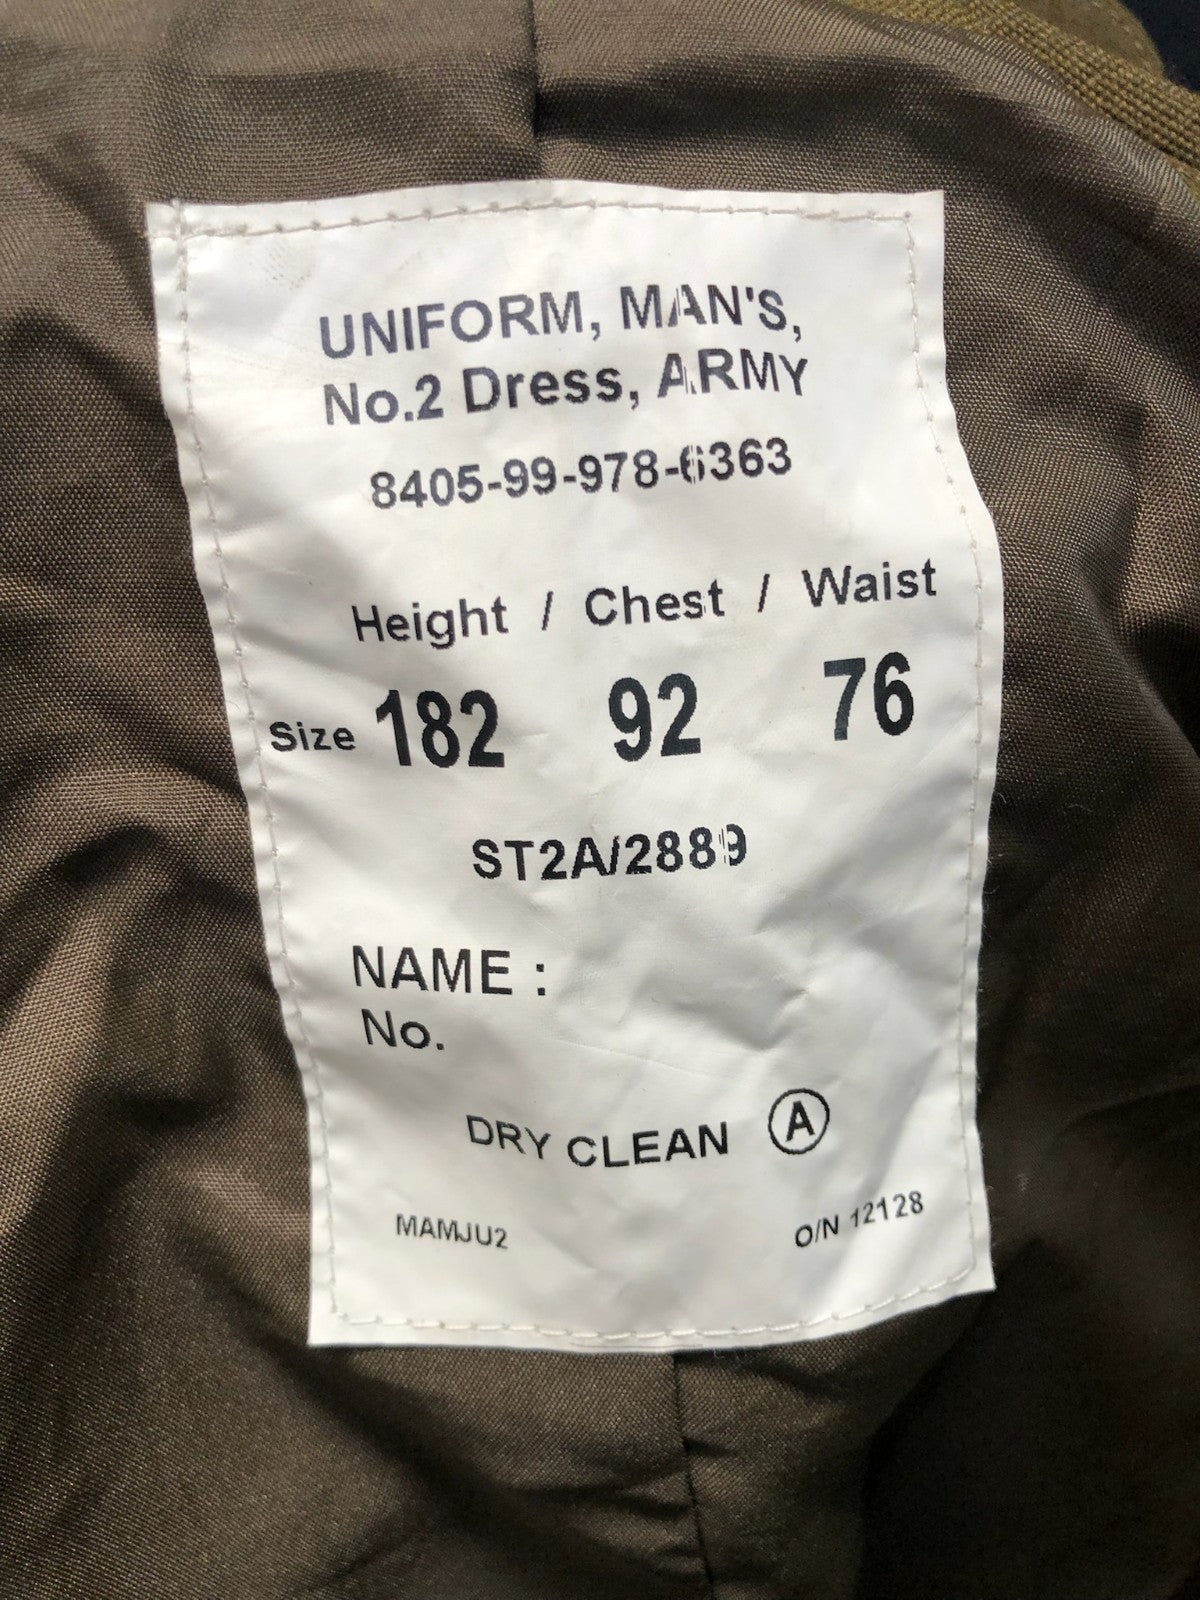 UNIFORM, MAN'S,
No.2 Dress, ARMY
8405-99-978-6363
Height / Chest / Waist
Size 182 92 76
ST2A/2889
NAME :
No.
DRY CLEAN Ⓐ
MAMJU2 O/N 12128